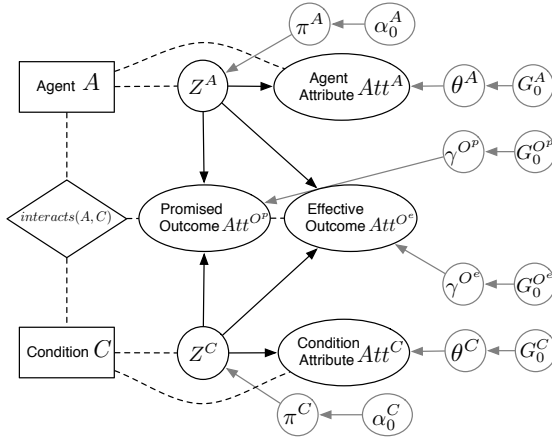 π^A α_0^A
Agent A
Z^A
Agent
Attribute Att^A
θ^A G_0^A
γ^{O^p} G_0^{O^p}
interacts(A, C)
Promised
Outcome Att^{O^p}
Effective
Outcome Att^{O^e}
γ^{O^e} G_0^{O^e}
Condition C
Z^C
Condition
Attribute Att^C
θ^C G_0^C
π^C α_0^C